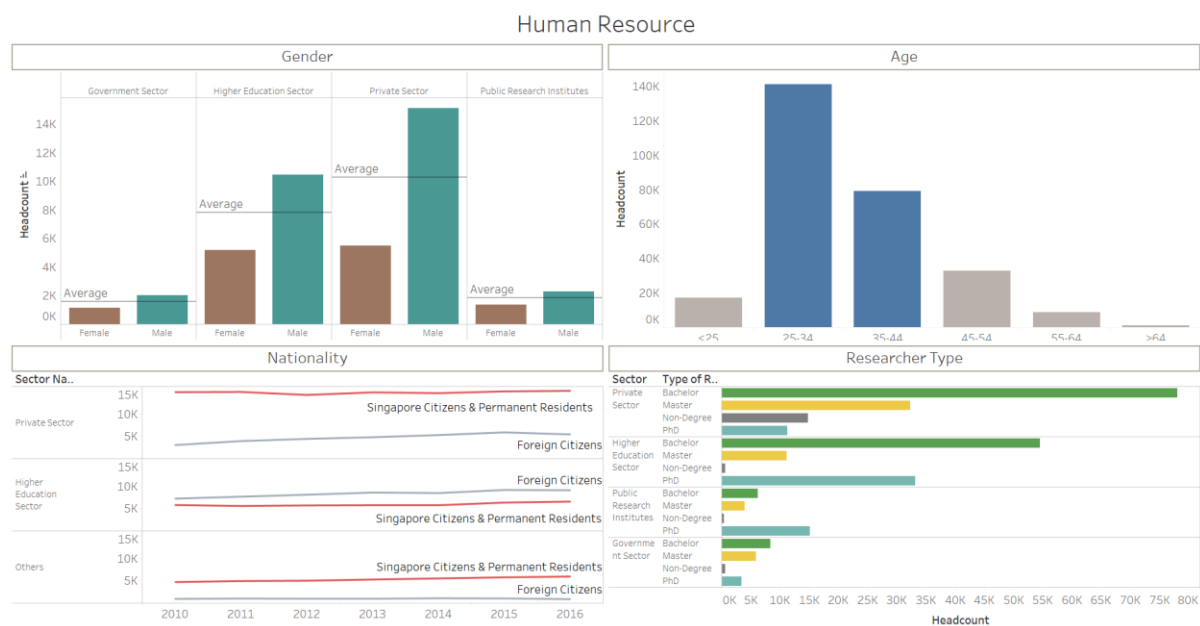 Human Resource
Gender
Government Sector
Higher Education Sector
Private Sector
Public Research Institutes
Headcount
14K
12K
10K
8K
6K
4K
2K
0K
Average
Average
Average
Average
Female
Male
Female
Male
Female
Male
Female
Male
Age
Headcount
140K
120K
100K
80K
60K
40K
20K
0K
<25
25-34
35-44
45-54
55-64
>64
Nationality
Sector Na..
Private Sector
15K
10K
5K
Singapore Citizens & Permanent Residents
Foreign Citizens
Higher
Education
Sector
15K
10K
5K
Foreign Citizens
Singapore Citizens & Permanent Residents
Others
15K
10K
5K
Singapore Citizens & Permanent Residents
Foreign Citizens
2010
2011
2012
2013
2014
2015
2016
Researcher Type
Sector
Type of R..
Private
Sector
Bachelor
Master
Non-Degree
PhD
Higher
Education
Sector
Bachelor
Master
Non-Degree
PhD
Public
Research
Institutes
Bachelor
Master
Non-Degree
PhD
Governme
nt Sector
Bachelor
Master
Non-Degree
PhD
0K
5K
10K
15K
20K
25K
30K
35K
40K
45K
50K
55K
60K
65K
70K
75K
80K
Headcount